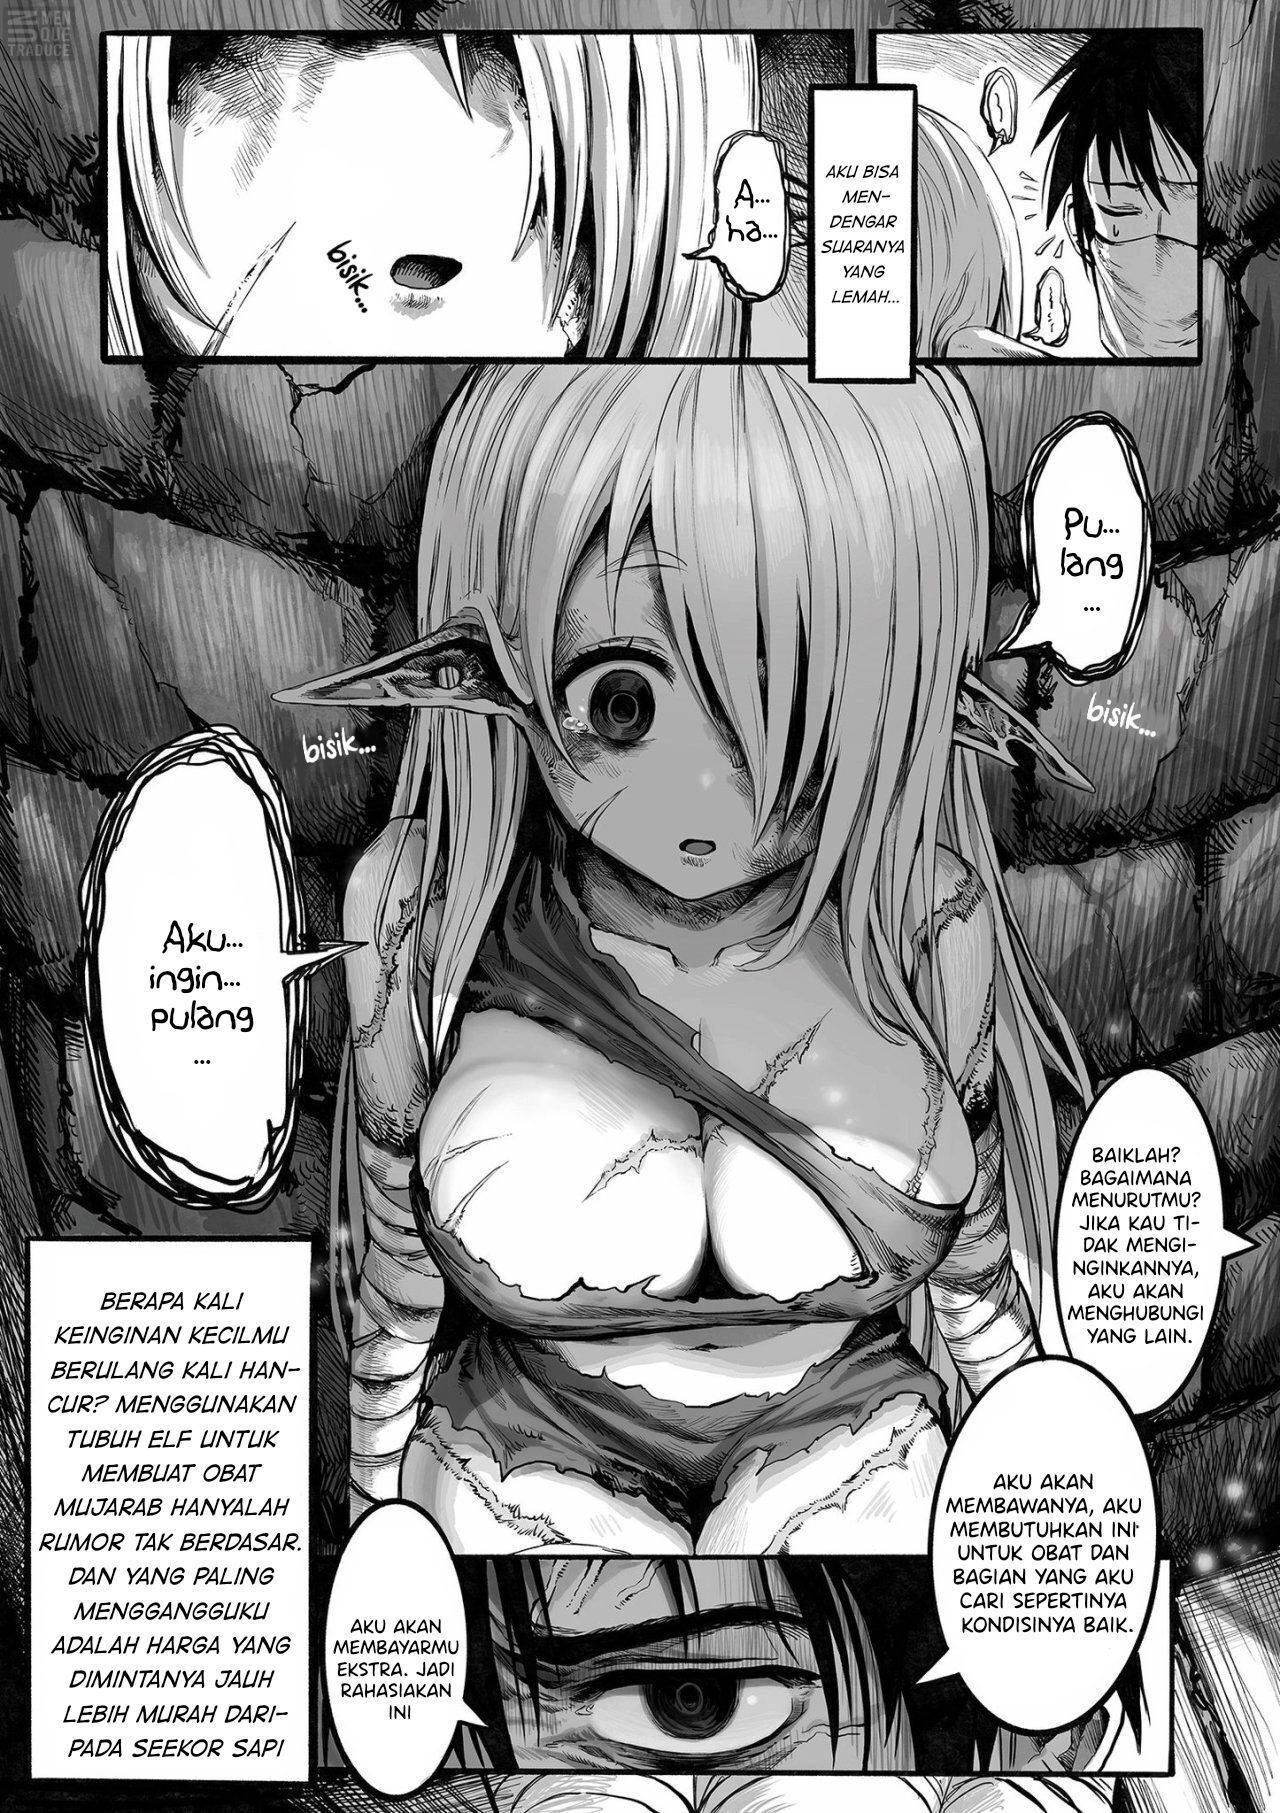 MEN
QUE
TRADUCE
bisik...
A...
ha...
AKU BISA
MEN-
DENGAR
SUARANYA
YANG
LEMAH...
Pu...
lang
...
bisik...
bisik...
Aku...
ingin...
pulang
...
BAIKLAH?
BAGAIMANA
MENURUTMU?
JIKA KAU TI-
DAK MENGI-
NGINKANNYA,
AKU AKAN
MENGHUBUNGI
YANG LAIN.
BERAPA KALI
KEINGINAN KECILMU
BERULANG KALI HAN-
CUR? MENGGUNAKAN
TUBUH ELF UNTUK
MEMBUAT OBAT
MUJARAB HANYALAH
RUMOR TAK BERDASAR.
DAN YANG PALING
MENGGANGGUKU
ADALAH HARGA YANG
DIMINTANYA JAUH
LEBIH MURAH DARI-
PADA SEEKOR SAPI
AKU AKAN
MEMBAWANYA, AKU
MEMBUTUHKAN INI
UNTUK OBAT DAN
BAGIAN YANG AKU
CARI SEPERTINYA
KONDISINYA BAIK.
AKU AKAN
MEMBAYARMU
EKSTRA. JADI
RAHASIAKAN
INI